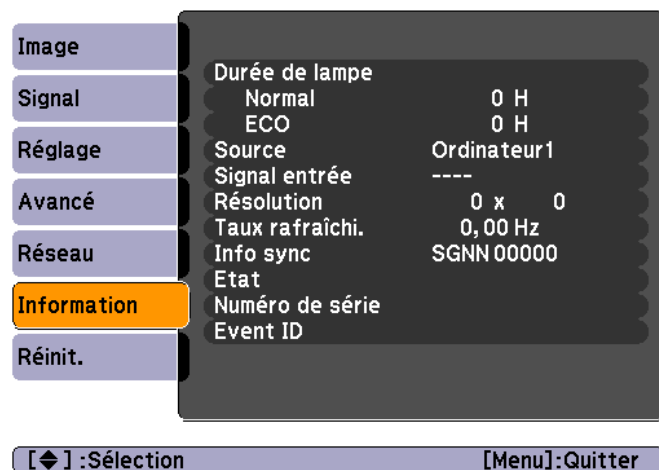 Image
Signal
Réglage
Avancé
Réseau
Information
Réinit.
Durée de lampe
Normal 0 H
ECO 0 H
Source Ordinateur1
Signal entrée ----
Résolution 0 x 0
Taux rafraîchi. 0,00 Hz
Info sync SGNN 00000
Etat
Numéro de série
Event ID
[◆] :Sélection [Menu]:Quitter